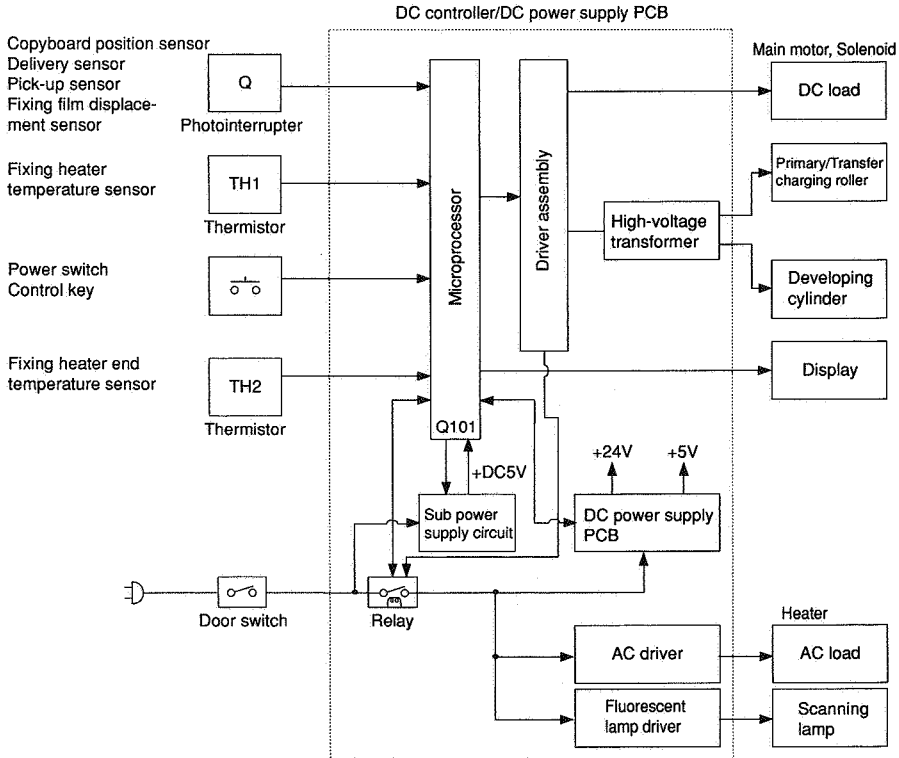 DC controller/DC power supply PCB
Copyboard position sensor
Delivery sensor
Pick-up sensor
Fixing film displace-
ment sensor
Q
Photointerrupter
Fixing heater
temperature sensor
TH1
Thermistor
Power switch
Control key
Fixing heater end
temperature sensor
TH2
Thermistor
Microprocessor
Q101
Driver assembly
High-voltage
transformer
Main motor, Solenoid
DC load
Primary/Transfer
charging roller
Developing
cylinder
Display
+DC5V
Sub power
supply circuit
+24V
+5V
DC power supply
PCB
Door switch
Relay
AC driver
Heater
AC load
Fluorescent
lamp driver
Scanning
lamp